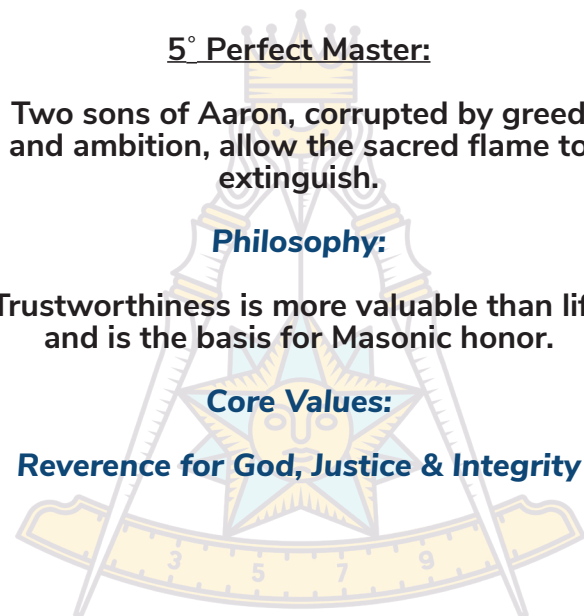 5° Perfect Master:
Two sons of Aaron, corrupted by greed
and ambition, allow the sacred flame to
extinguish.
Philosophy:
Trustworthiness is more valuable than lif
and is the basis for Masonic honor.
Core Values:
Reverence for God, Justice & Integrity
3 5 7 9